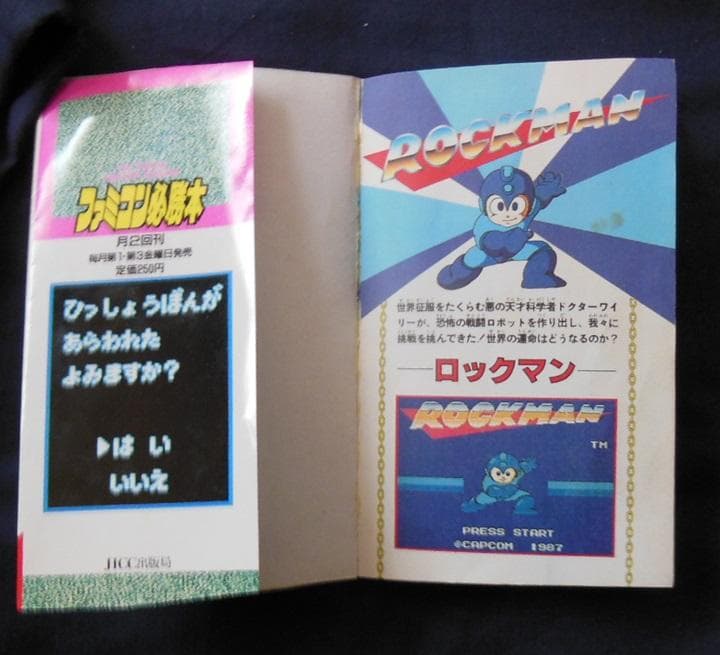 ファミコン必勝本
月2回刊
毎月第1・第3金曜日発売
定価250円
ひっしょうぼんが
あらわれた
よみますか?
▶はい
いいえ
JICC出版局
ROCKMAN
世界征服をたくらむ悪の天才科学者ドクターワイ
リーが、恐怖の戦闘ロボットを作り出し、我々に
挑戦を挑んできた!世界の運命はどうなるのか?
ロックマン
ROCKMAN
TM
PRESS START
©CAPCOM 1987